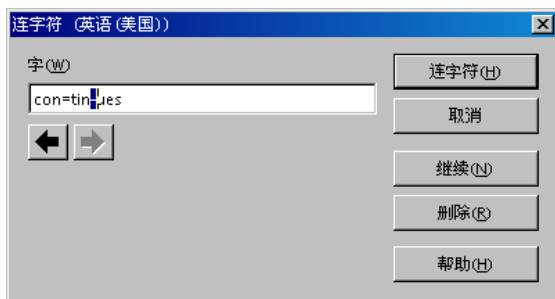 连字符 (英语(美国))
字(W)
con=tin-ues
连字符(H)
取消
继续(N)
删除(R)
帮助(H)